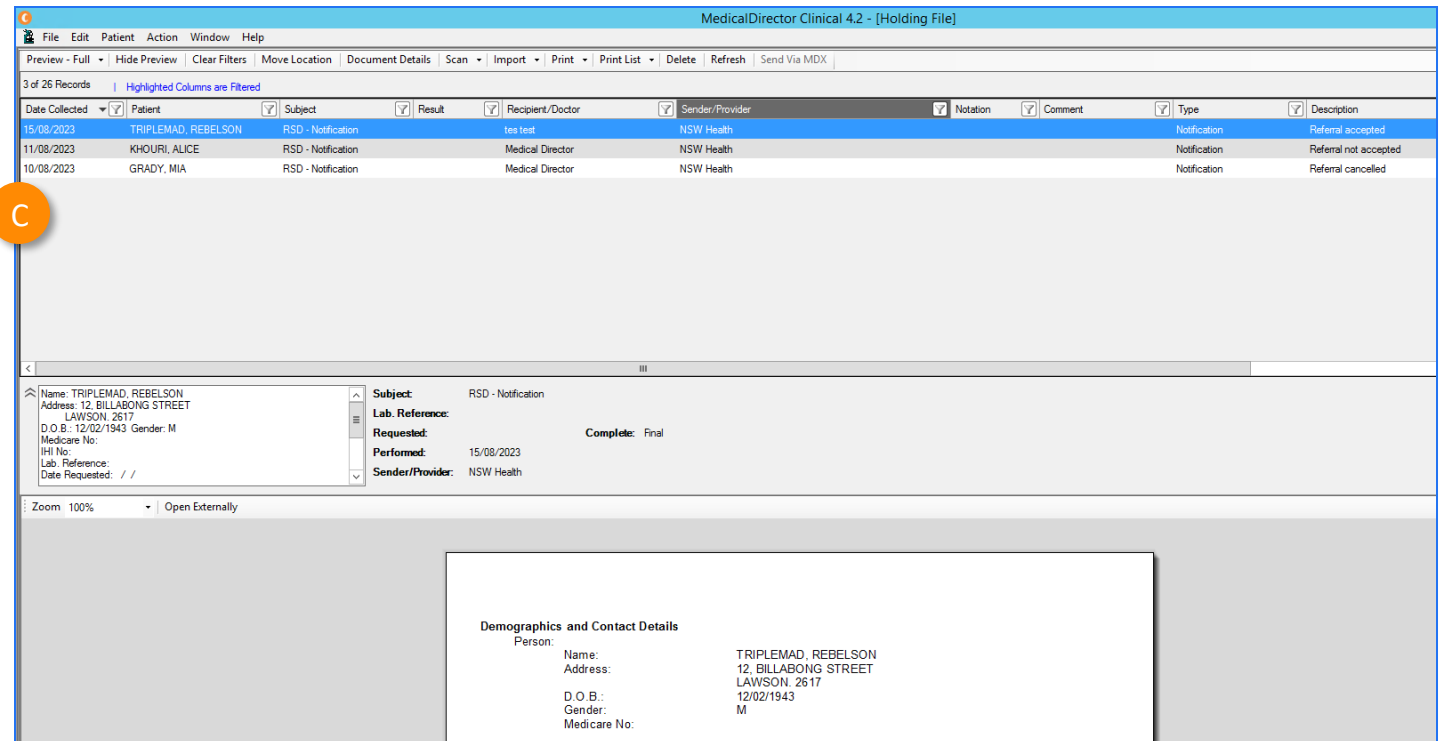 MedicalDirector Clinical 4.2 - [Holding File]
File Edit Patient Action Window Help
Preview - Full Hide Preview Clear Filters Move Location Document Details Scan Import Print Print List Delete Refresh Send Via MDX
3 of 26 Records | Highlighted Columns are Filtered
Date Collected Patient Subject Result Recipient/Doctor Sender/Provider Notation Comment Type Description
15/08/2023 TRIPLEMAD, REBELSON RSD - Notification tes test NSW Health Notification Referral accepted
11/08/2023 KHOURI, ALICE RSD - Notification Medical Director NSW Health Notification Referral not accepted
10/08/2023 GRADY, MIA RSD - Notification Medical Director NSW Health Notification Referral cancelled
C
Name: TRIPLEMAD, REBELSON
Address: 12, BILLABONG STREET
LAWSON. 2617
D.O.B.: 12/02/1943 Gender: M
Medicare No:
IHI No:
Lab. Reference:
Date Requested: / /
Subject: RSD - Notification
Lab. Reference:
Requested: Complete: Final
Performed: 15/08/2023
Sender/Provider: NSW Health
Zoom 100% Open Externally
Demographics and Contact Details
Person:
Name: TRIPLEMAD, REBELSON
Address: 12, BILLABONG STREET
LAWSON. 2617
D.O.B.: 12/02/1943
Gender: M
Medicare No: